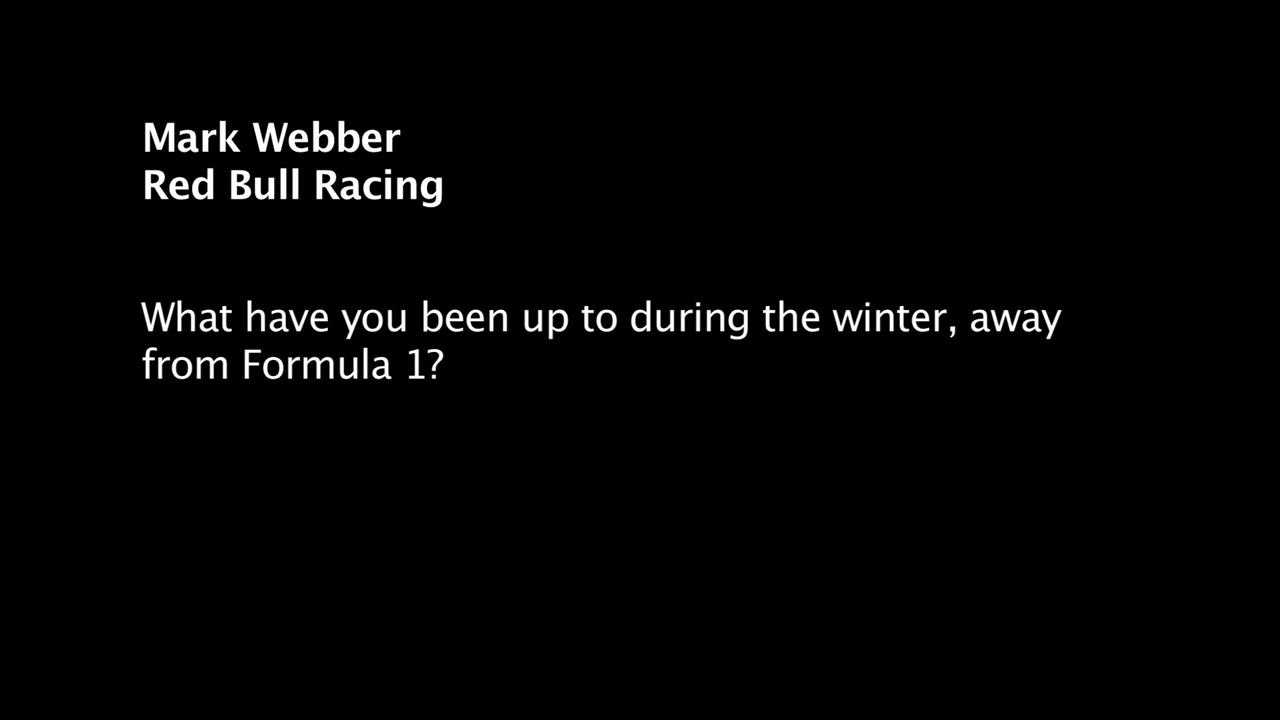 Mark Webber
Red Bull Racing
What have you been up to during the winter, away
from Formula 1?